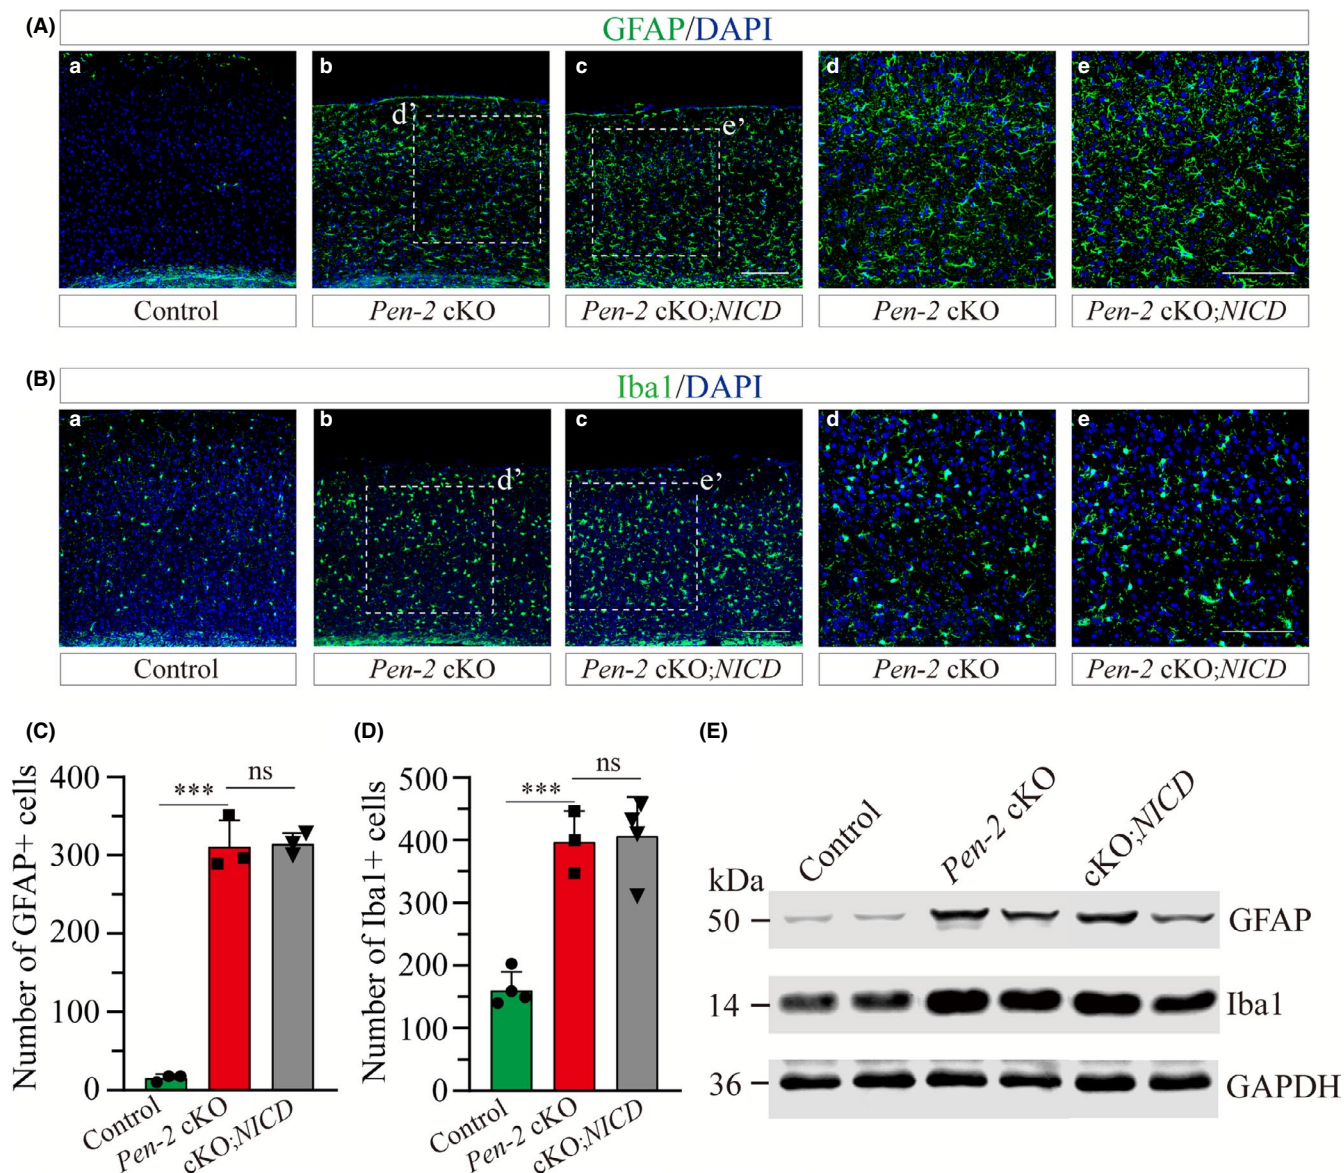 (A)
GFAP/DAPI
a
b
c
d
e
d’
e’
Control
Pen-2 cKO
Pen-2 cKO;NICD
Pen-2 cKO
Pen-2 cKO;NICD
(B)
Iba1/DAPI
a
b
c
d
e
d’
e’
Control
Pen-2 cKO
Pen-2 cKO;NICD
Pen-2 cKO
Pen-2 cKO;NICD
(C)
Number of GFAP+ cells
400
300
200
100
0
***
ns
Control
Pen-2 cKO
cKO;NICD
(D)
Number of Iba1+ cells
500
400
300
200
100
0
***
ns
Control
Pen-2 cKO
cKO;NICD
(E)
Control
Pen-2 cKO
cKO;NICD
kDa
50
GFAP
14
Iba1
36
GAPDH